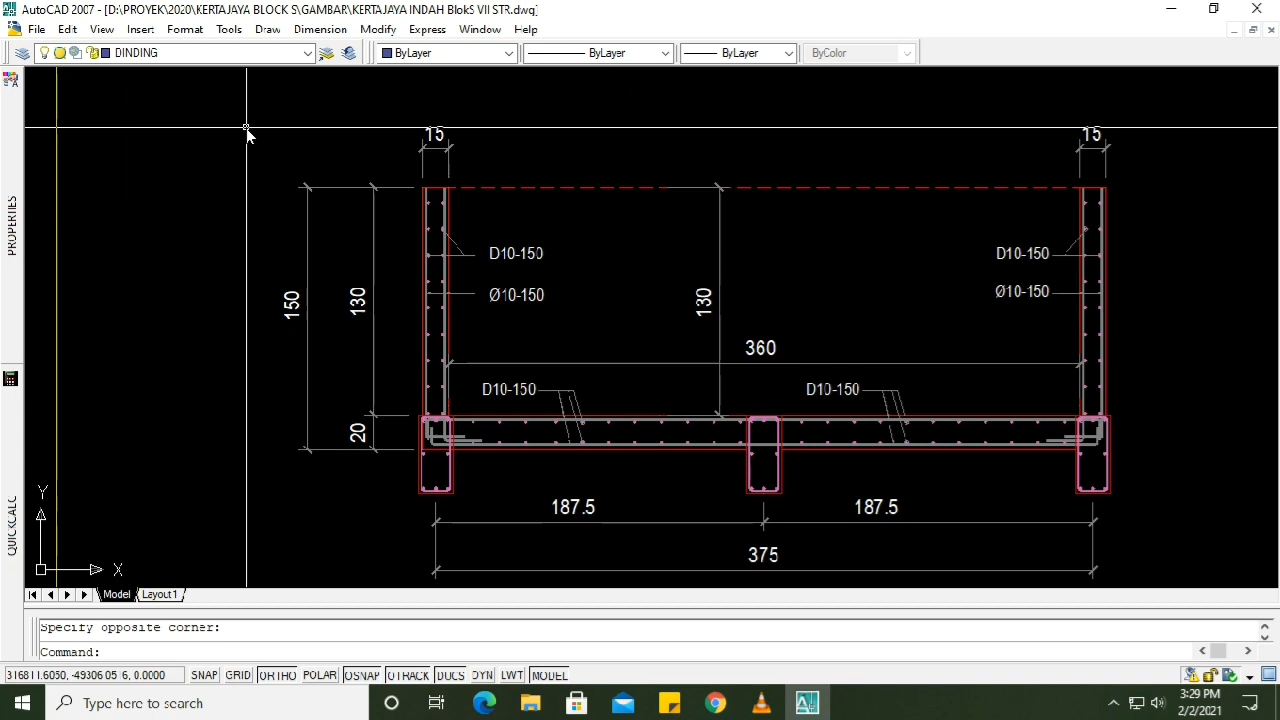 AutoCAD 2007 - [D:\PROYEK\2020\KERTAJAYA BLOCK S\GAMBAR\KERTAJAYA INDAH BlokS VII STR.dwg]
File Edit View Insert Format Tools Draw Dimension Modify Express Window Help
DINDING ByLayer ByLayer ByLayer ByColor
PROPERTIES
QUICKCALC
15 15
D10-150 D10-150
Ø10-150 Ø10-150
150 130 130
360
D10-150 D10-150
20
187.5 187.5
375
Y
X
Model Layout1
Specify opposite corner:
Command:
SNAP GRID ORTHO POLAR OSNAP OTRACK DUCS DYN LWT MODEL
Type here to search
3:29 PM
2/2/2021